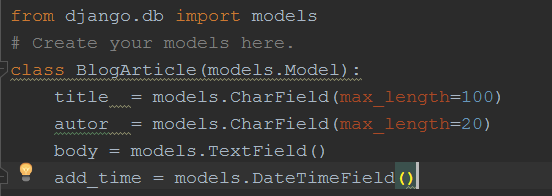 from django.db import models
# Create your models here.
class BlogArticle(models.Model):
title  = models.CharField(max_length=100)
autor  = models.CharField(max_length=20)
body = models.TextField()
add_time = models.DateTimeField()